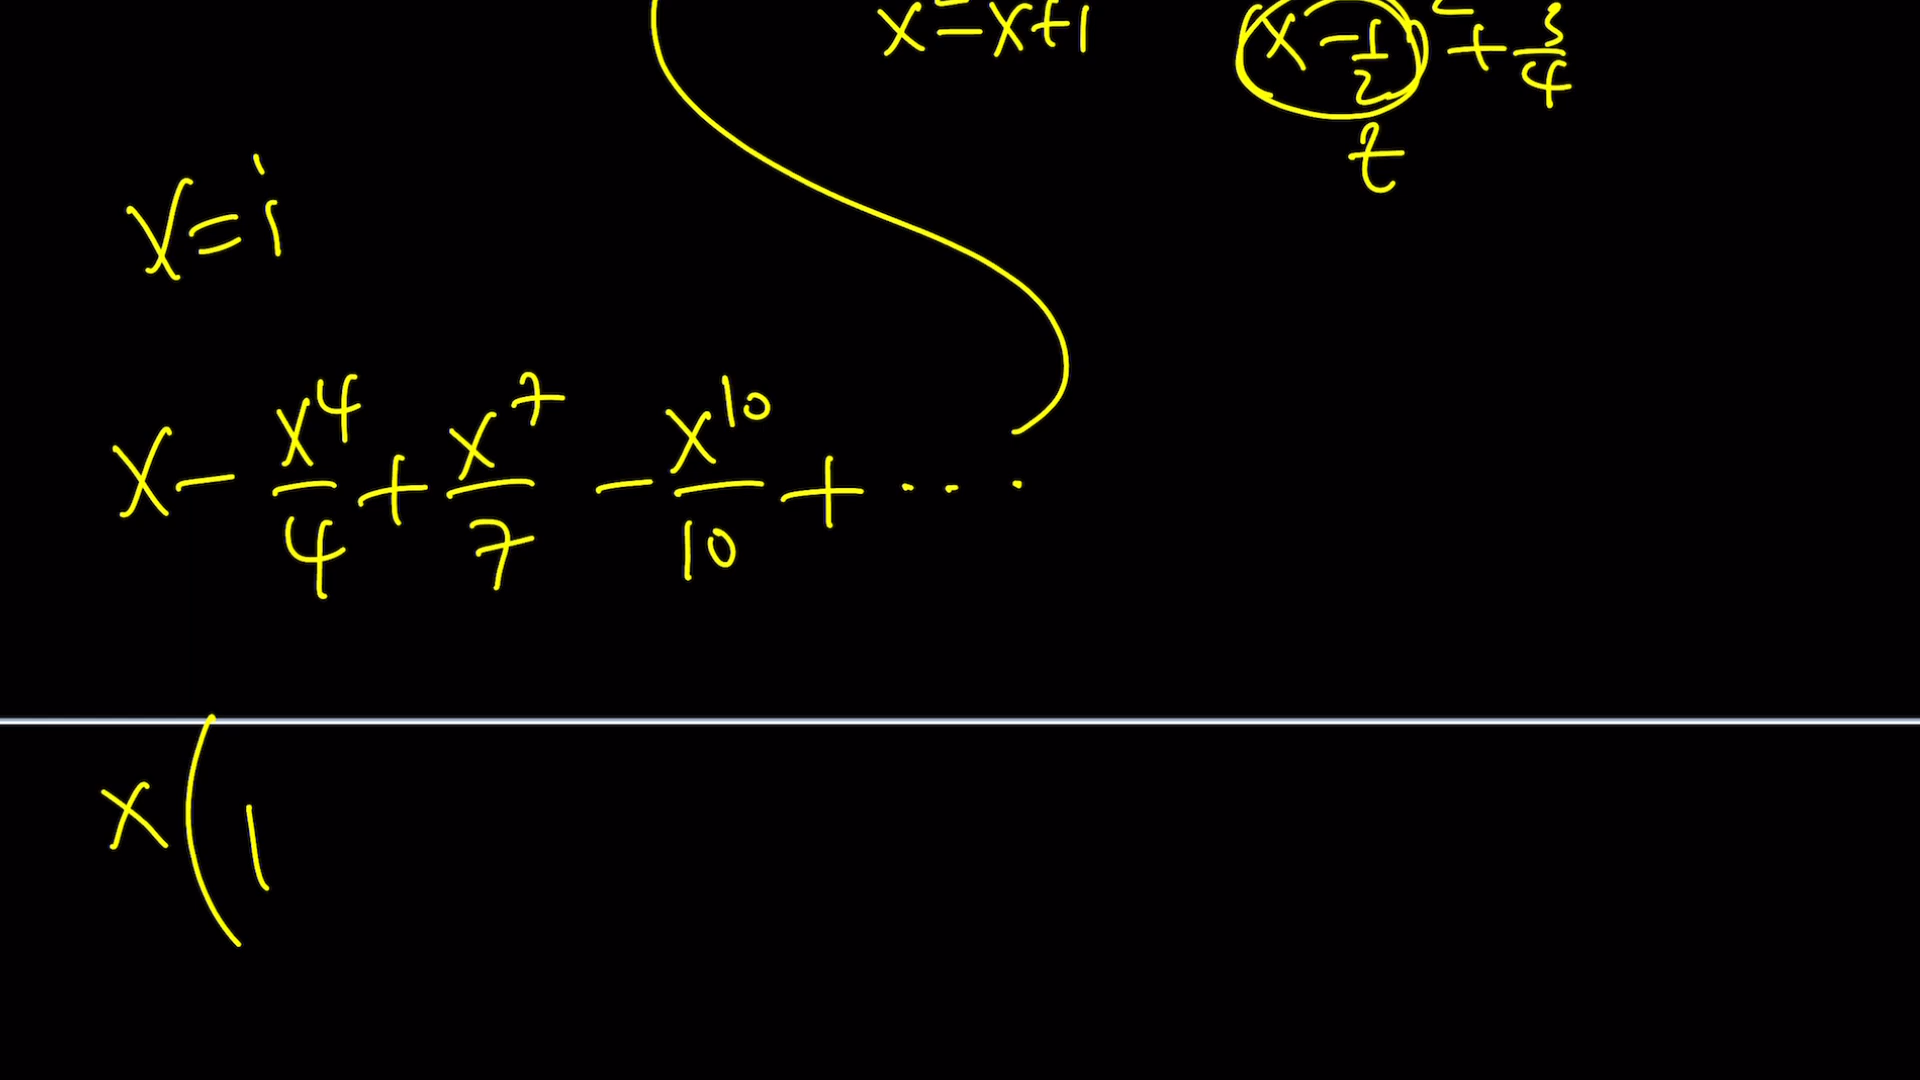 x²-x+1 (x-1/2)²+3/4
t
x=i
x-x⁴/4+x⁷/7-x¹⁰/10+...
x(1